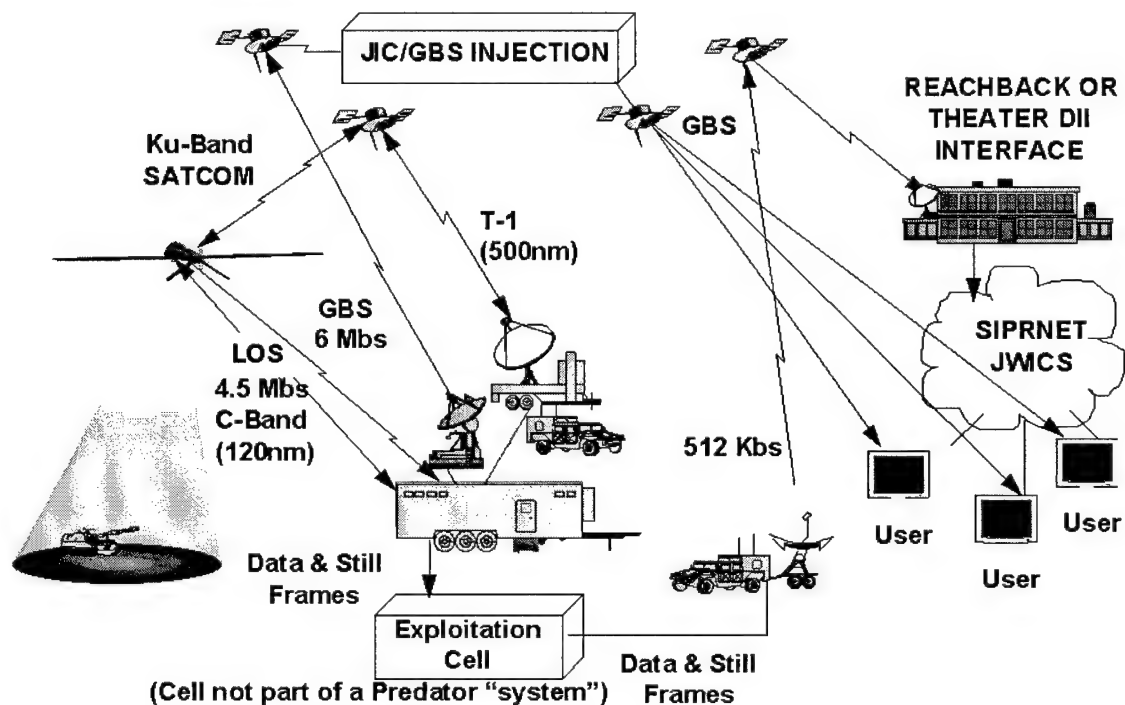 JIC/GBS INJECTION
REACHBACK OR
THEATER DII
INTERFACE
Ku-Band
SATCOM
GBS
T-1
(500nm)
GBS
6 Mbs
LOS
4.5 Mbs
C-Band
(120nm)
SIPRNET
JWICS
512 Kbs
User
User
User
Data & Still
Frames
Exploitation
Cell
Data & Still
Frames
(Cell not part of a Predator “system”)